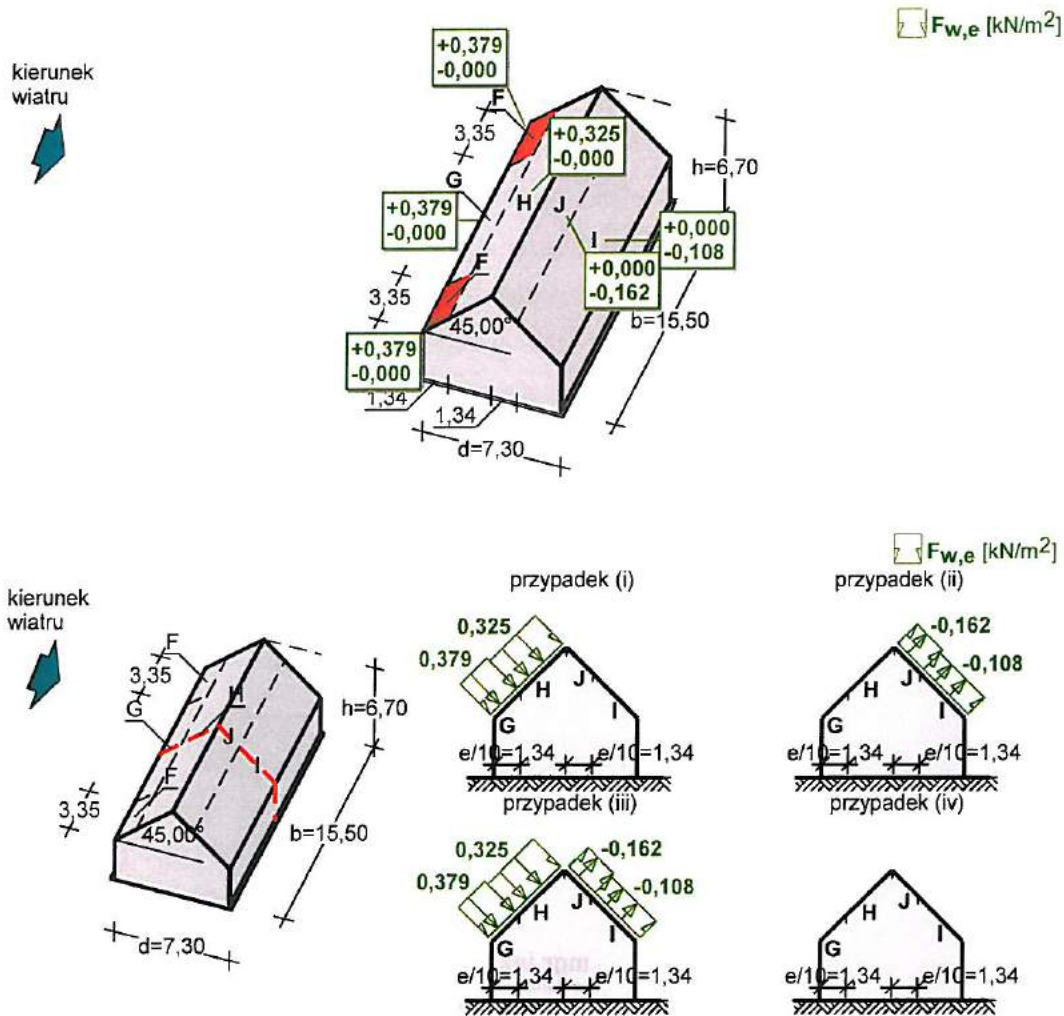 Fw,e [kN/m2]
kierunek
wiatru
+0,379
-0,000
F
3,35
+0,325
-0,000
h=6,70
G
H
J
+0,379
-0,000
I
+0,000
-0,108
F
+0,000
-0,162
3,35
45,00°
b=15,50
+0,379
-0,000
1,34
1,34
d=7,30
Fw,e [kN/m2]
kierunek
wiatru
przypadek (i)
przypadek (ii)
F
3,35
G
H
J
I
h=6,70
F
3,35
45,00°
b=15,50
d=7,30
0,325
0,379
H
J
G
I
e/10=1,34
e/10=1,34
-0,162
-0,108
H
J
G
I
e/10=1,34
e/10=1,34
przypadek (iii)
przypadek (iv)
0,325
-0,162
0,379
-0,108
H
J
G
I
e/10=1,34
e/10=1,34
H
J
G
I
e/10=1,34
e/10=1,34